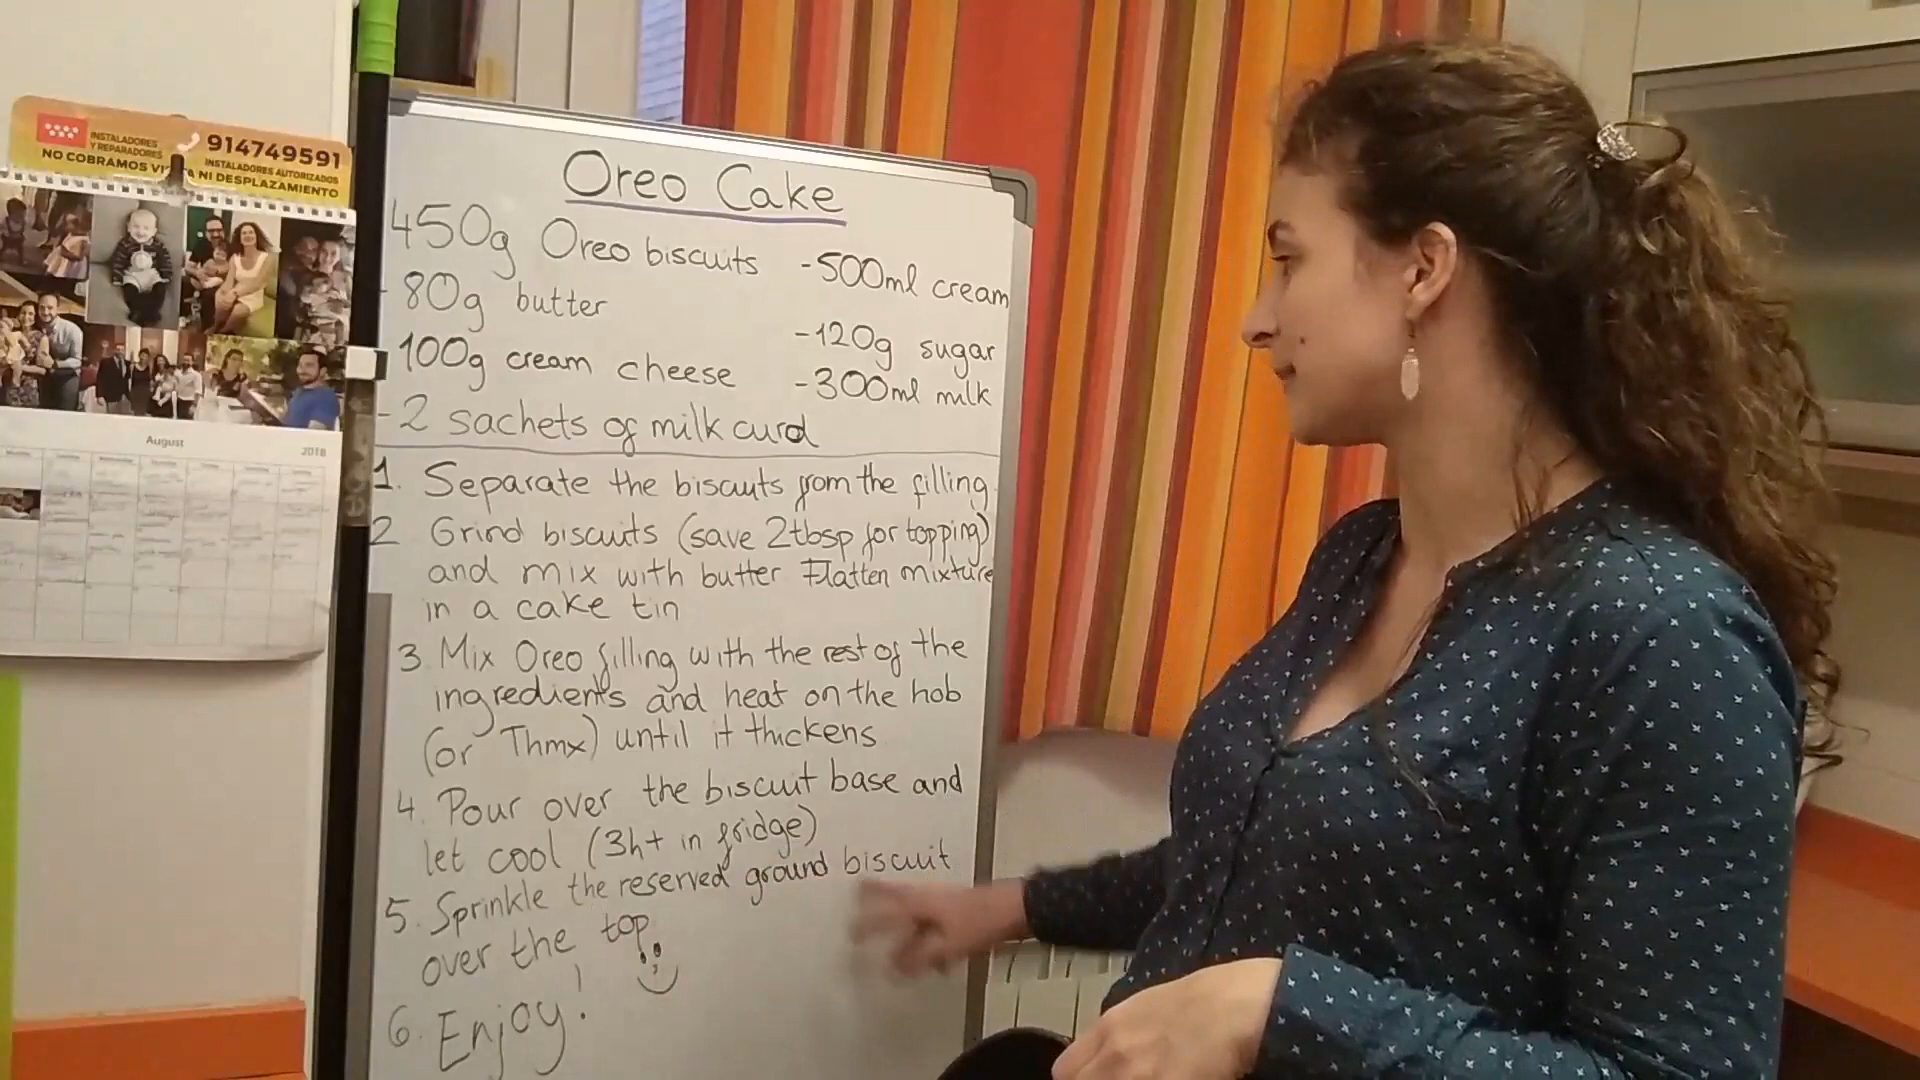 INSTALADORES
Y REPARADORES
914749591
INSTALADORES AUTORIZADOS
NO COBRAMOS
NI DESPLAZAMIENTO
August
2018
Oreo Cake
450g Oreo biscuits
- 80g butter
100g cream cheese
- 2 sachets of milk curd
- 500ml cream
- 120g sugar
- 300ml milk
1. Separate the biscuits from the filling.
2 Grind biscuits (save 2tbsp for topping)
and mix with butter Flatten mixture
in a cake tin
3. Mix Oreo filling with the rest of the
ingredients and heat on the hob
(or Thmx) until it thickens
4. Pour over the biscuit base and
let cool (3h+ in fridge)
5. Sprinkle the reserved ground biscuit
over the top.
6. Enjoy!